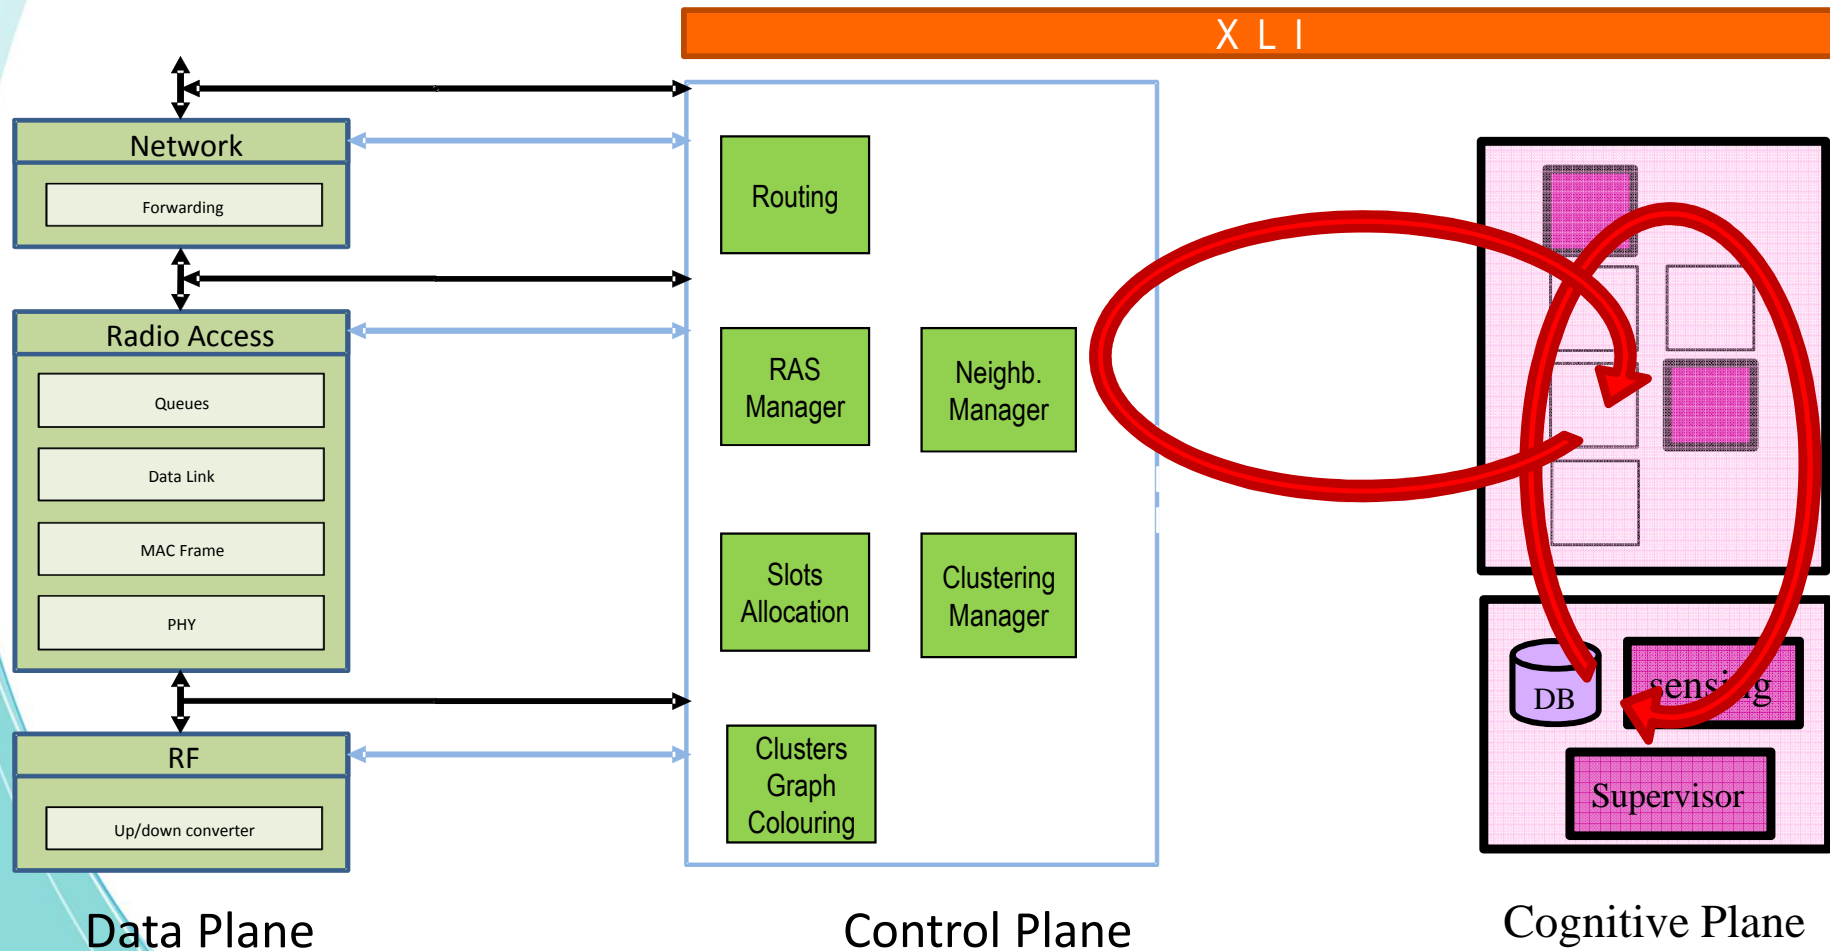 X L I
Network
Forwarding
Radio Access
Queues
Data Link
MAC Frame
PHY
RF
Up/down converter
Data Plane
Routing
RAS
Manager
Neighb.
Manager
Slots
Allocation
Clustering
Manager
Clusters
Graph
Colouring
Control Plane
DB
sensing
Supervisor
Cognitive Plane